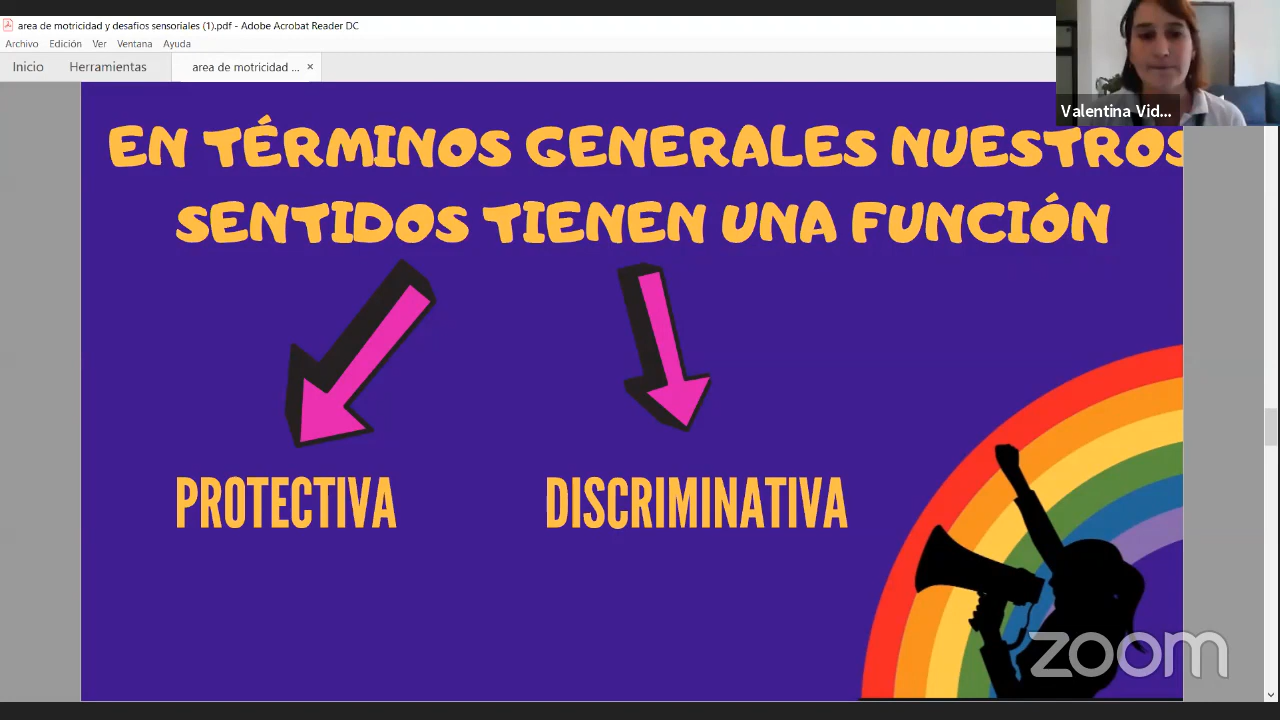 area de motricidad y desafios sensoriales (1).pdf - Adobe Acrobat Reader DC
Archivo Edición Ver Ventana Ayuda
Inicio Herramientas area de motricidad ... ×
Valentina Vid...
EN TÉRMINOS GENERALES NUESTROS
SENTIDOS TIENEN UNA FUNCIÓN
PROTECTIVA DISCRIMINATIVA
zoom